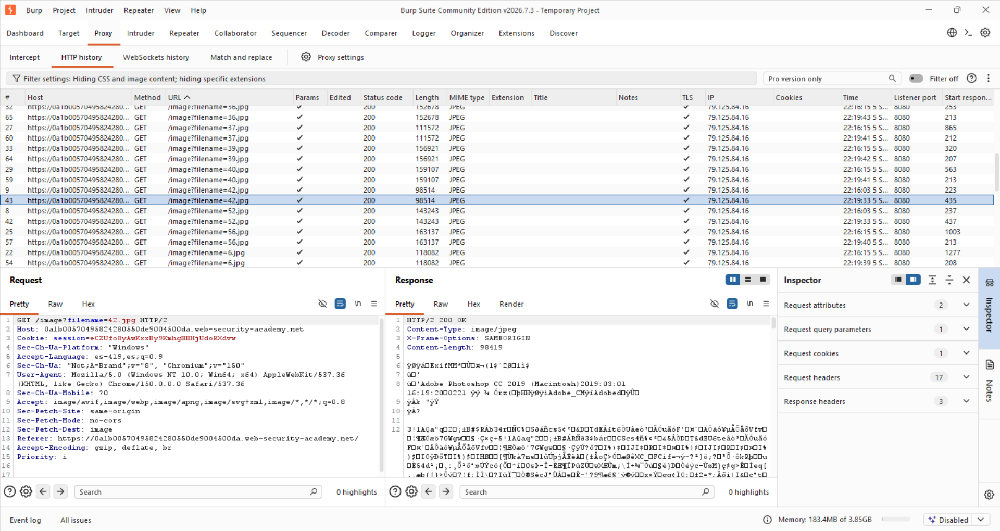 Burp Project Intruder Repeater View Help Burp Suite Community Edition v2026.7.3 - Temporary Project
Dashboard Target Proxy Intruder Repeater Collaborator Sequencer Decoder Comparer Logger Organizer Extensions Discover
Intercept HTTP history WebSockets history Match and replace Proxy settings
Filter settings: Hiding CSS and image content; hiding specific extensions Pro version only Filter off
# Host Method URL Params Edited Status code Length MIME type Extension Title Notes TLS IP Cookies Time Listener port Start respon...
32 https://0a1b00570495824280... GET /image?filename=36.jpg ✓ 200 152678 JPEG ✓ 79.125.84.16 22:16:15 5 S... 8080 253
65 https://0a1b00570495824280... GET /image?filename=36.jpg ✓ 200 152678 JPEG ✓ 79.125.84.16 22:19:43 5 S... 8080 213
27 https://0a1b00570495824280... GET /image?filename=37.jpg ✓ 200 111572 JPEG ✓ 79.125.84.16 22:16:15 5 S... 8080 865
60 https://0a1b00570495824280... GET /image?filename=37.jpg ✓ 200 111572 JPEG ✓ 79.125.84.16 22:19:41 5 S... 8080 212
33 https://0a1b00570495824280... GET /image?filename=39.jpg ✓ 200 156921 JPEG ✓ 79.125.84.16 22:16:15 5 S... 8080 320
64 https://0a1b00570495824280... GET /image?filename=39.jpg ✓ 200 156921 JPEG ✓ 79.125.84.16 22:19:42 5 S... 8080 207
29 https://0a1b00570495824280... GET /image?filename=40.jpg ✓ 200 159107 JPEG ✓ 79.125.84.16 22:16:15 5 S... 8080 563
59 https://0a1b00570495824280... GET /image?filename=40.jpg ✓ 200 159107 JPEG ✓ 79.125.84.16 22:19:41 5 S... 8080 213
9 https://0a1b00570495824280... GET /image?filename=42.jpg ✓ 200 98514 JPEG ✓ 79.125.84.16 22:16:03 5 S... 8080 223
43 https://0a1b00570495824280... GET /image?filename=42.jpg ✓ 200 98514 JPEG ✓ 79.125.84.16 22:19:33 5 S... 8080 435
8 https://0a1b00570495824280... GET /image?filename=52.jpg ✓ 200 143243 JPEG ✓ 79.125.84.16 22:16:03 5 S... 8080 237
42 https://0a1b00570495824280... GET /image?filename=52.jpg ✓ 200 143243 JPEG ✓ 79.125.84.16 22:19:33 5 S... 8080 437
25 https://0a1b00570495824280... GET /image?filename=56.jpg ✓ 200 163137 JPEG ✓ 79.125.84.16 22:16:15 5 S... 8080 1003
57 https://0a1b00570495824280... GET /image?filename=56.jpg ✓ 200 163137 JPEG ✓ 79.125.84.16 22:19:40 5 S... 8080 213
22 https://0a1b00570495824280... GET /image?filename=6.jpg ✓ 200 118082 JPEG ✓ 79.125.84.16 22:16:15 5 S... 8080 1277
54 https://0a1b00570495824280... GET /image?filename=6.jpg ✓ 200 118082 JPEG ✓ 79.125.84.16 22:19:39 5 S... 8080 208
Request
Pretty Raw Hex \n
1 GET /image?filename=42.jpg HTTP/2
2 Host: 0a1b00570495824280550de9004500da.web-security-academy.net
3 Cookie: session=eCZUfo8yAwKxxBy9KmhgBBHjUdoRXdvw
4 Sec-Ch-Ua-Platform: "Windows"
5 Accept-Language: es-419,es;q=0.9
6 Sec-Ch-Ua: "Not;A=Brand";v="8", "Chromium";v="150"
7 User-Agent: Mozilla/5.0 (Windows NT 10.0; Win64; x64) AppleWebKit/537.36
(KHTML, like Gecko) Chrome/150.0.0.0 Safari/537.36
8 Sec-Ch-Ua-Mobile: ?0
9 Accept: image/avif,image/webp,image/apng,image/svg+xml,image/*,*/*;q=0.8
10 Sec-Fetch-Site: same-origin
11 Sec-Fetch-Mode: no-cors
12 Sec-Fetch-Dest: image
13 Referer: https://0a1b00570495824280550de9004500da.web-security-academy.net/
14 Accept-Encoding: gzip, deflate, br
15 Priority: i
16
17
Search 0 highlights
Response
Pretty Raw Hex Render \n
1 HTTP/2 200 OK
2 Content-Type: image/jpeg
3 X-Frame-Options: SAMEORIGIN
4 Content-Length: 98419
5
6
7
8 Adobe Photoshop CC 2019 (Macintosh)2019:03:01
9
10 ÿÄ?
11
12
Search 0 highlights
Inspector
Request attributes 2
Request query parameters 1
Request cookies 1
Request headers 17
Response headers 3
Inspector
Notes
Event log All issues Memory: 183.4MB of 3.85GB Disabled